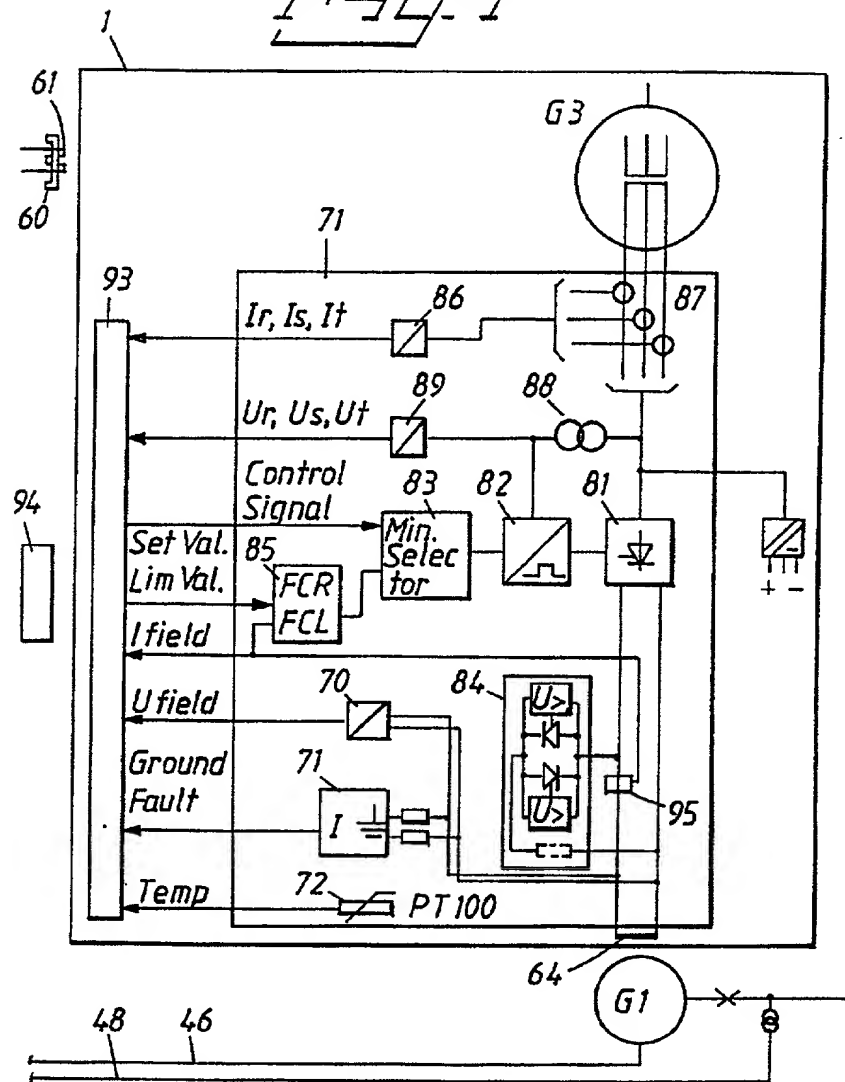 1
61
60
G3
71
93
87
Ir, Is, It
86
88
Ur, Us, Ut
89
Control
Signal
83
82
81
94
Min.
Selec
tor
Set Val.
Lim Val.
85
FCR
FCL
+ −
I field
U field
70
84
U>
U>
Ground
Fault
71
I
95
Temp
72
PT100
64
G1
48
46